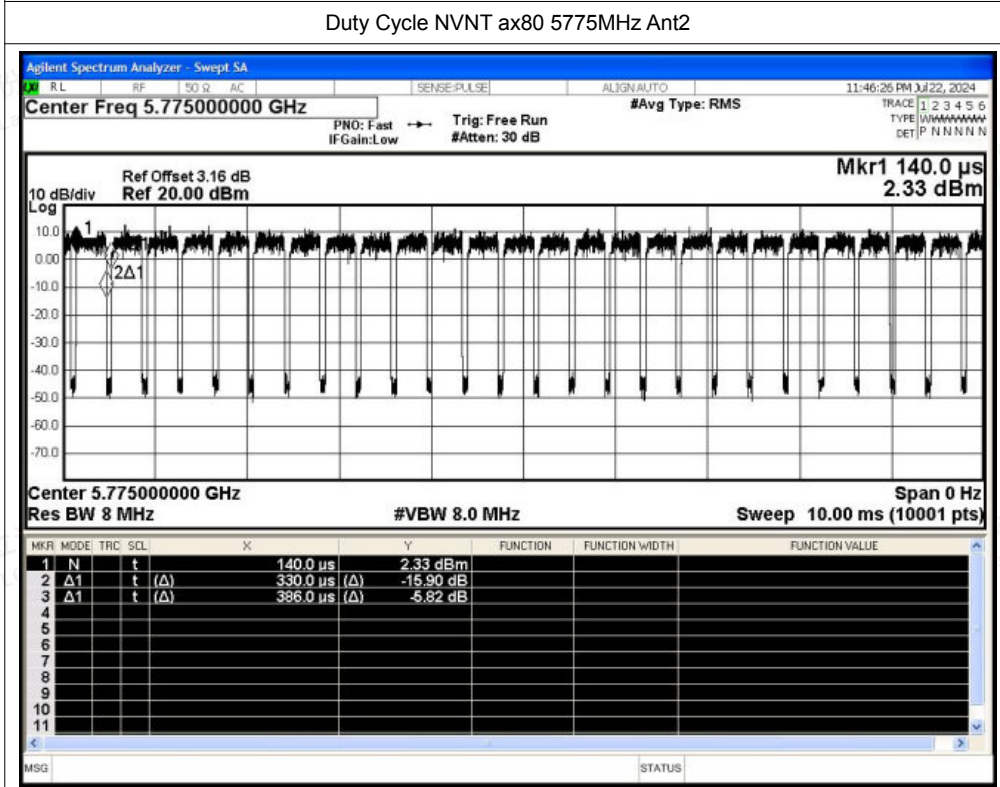 Duty Cycle NVNT ax80 5775MHz Ant2
Agilent Spectrum Analyzer - Swept SA
RL RF 50 Ω AC SENSE:PULSE ALIGNAUTO 11:46:26 PM Jul 22, 2024
Center Freq 5.775000000 GHz #Avg Type: RMS TRACE 1 2 3 4 5 6
PNO: Fast Trig: Free Run TYPE
IFGain:Low #Atten: 30 dB DET P N N N N N
Mkr1 140.0 µs
Ref Offset 3.16 dB
10 dB/div Ref 20.00 dBm 2.33 dBm
Log
10.0
1
0.00
2Δ1
-10.0
-20.0
-30.0
-40.0
-50.0
-60.0
-70.0
Center 5.775000000 GHz Span 0 Hz
Res BW 8 MHz #VBW 8.0 MHz Sweep 10.00 ms (10001 pts)
MKR MODE TRC SCL X Y FUNCTION FUNCTION WIDTH FUNCTION VALUE
1 N t 140.0 µs 2.33 dBm
2 Δ1 t (Δ) 330.0 µs (Δ) -15.90 dB
3 Δ1 t (Δ) 386.0 µs (Δ) -5.82 dB
4
5
6
7
8
9
10
11
MSG STATUS